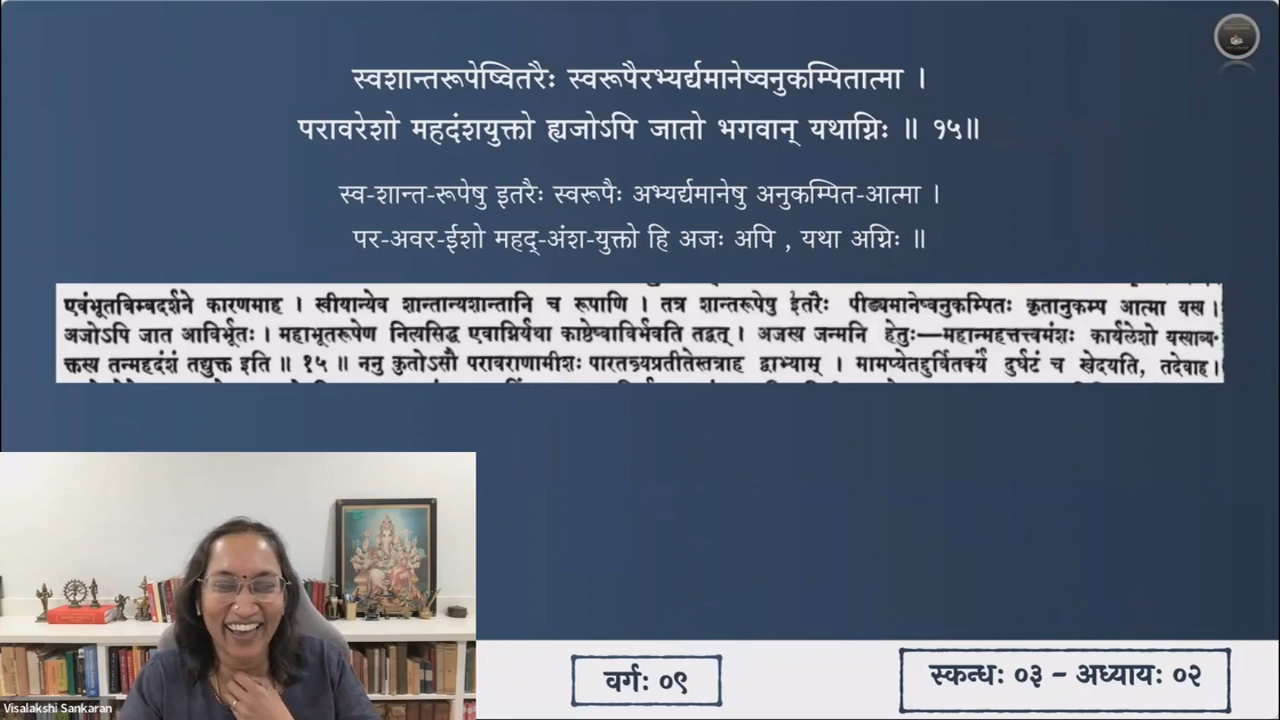 स्वशान्तरूपेष्वितरैः स्वरूपैरभ्यर्द्यमानेष्वनुकम्पितात्मा ।
परावरेशो महदंशयुक्तो ह्यजोऽपि जातो भगवान् यथाग्निः ॥ १५॥
स्व-शान्त-रूपेषु इतरैः स्वरूपैः अभ्यर्द्यमानेषु अनुकम्पित-आत्मा ।
पर-अवर-ईशो महद्-अंश-युक्तो हि अजः अपि , यथा अग्निः ॥
एवंभूतबिम्बदर्शने कारणमाह । स्वीयान्येव शान्तान्यशान्तानि च रूपाणि । तत्र शान्तरूपेषु इतरैः पीड्यमानेष्वनुकम्पितः कृतानुकम्प आत्मा यस्य ।
अजोऽपि जात आविर्भूतः । महाभूतरूपेण नित्यसिद्ध एवाग्निर्यथा काष्ठेष्वाविर्भवति तद्वत् । अजस्य जन्मनि हेतुः—महान्महत्तत्त्वमंशः कार्यलेशो यस्याव्य-
क्तस्य तन्महदंशं तद्युक्त इति ॥ १५ ॥ ननु कुतोऽसौ परावराणामीशः पारतन्त्र्यप्रतीतेस्तत्राह द्वाभ्याम् । मामप्येतद्दुर्वितर्क्यं दुर्घटं च खेदयति, तदेवाह ।
Visalakshi Sankaran
वर्गः ०९
स्कन्धः ०३ – अध्यायः ०२